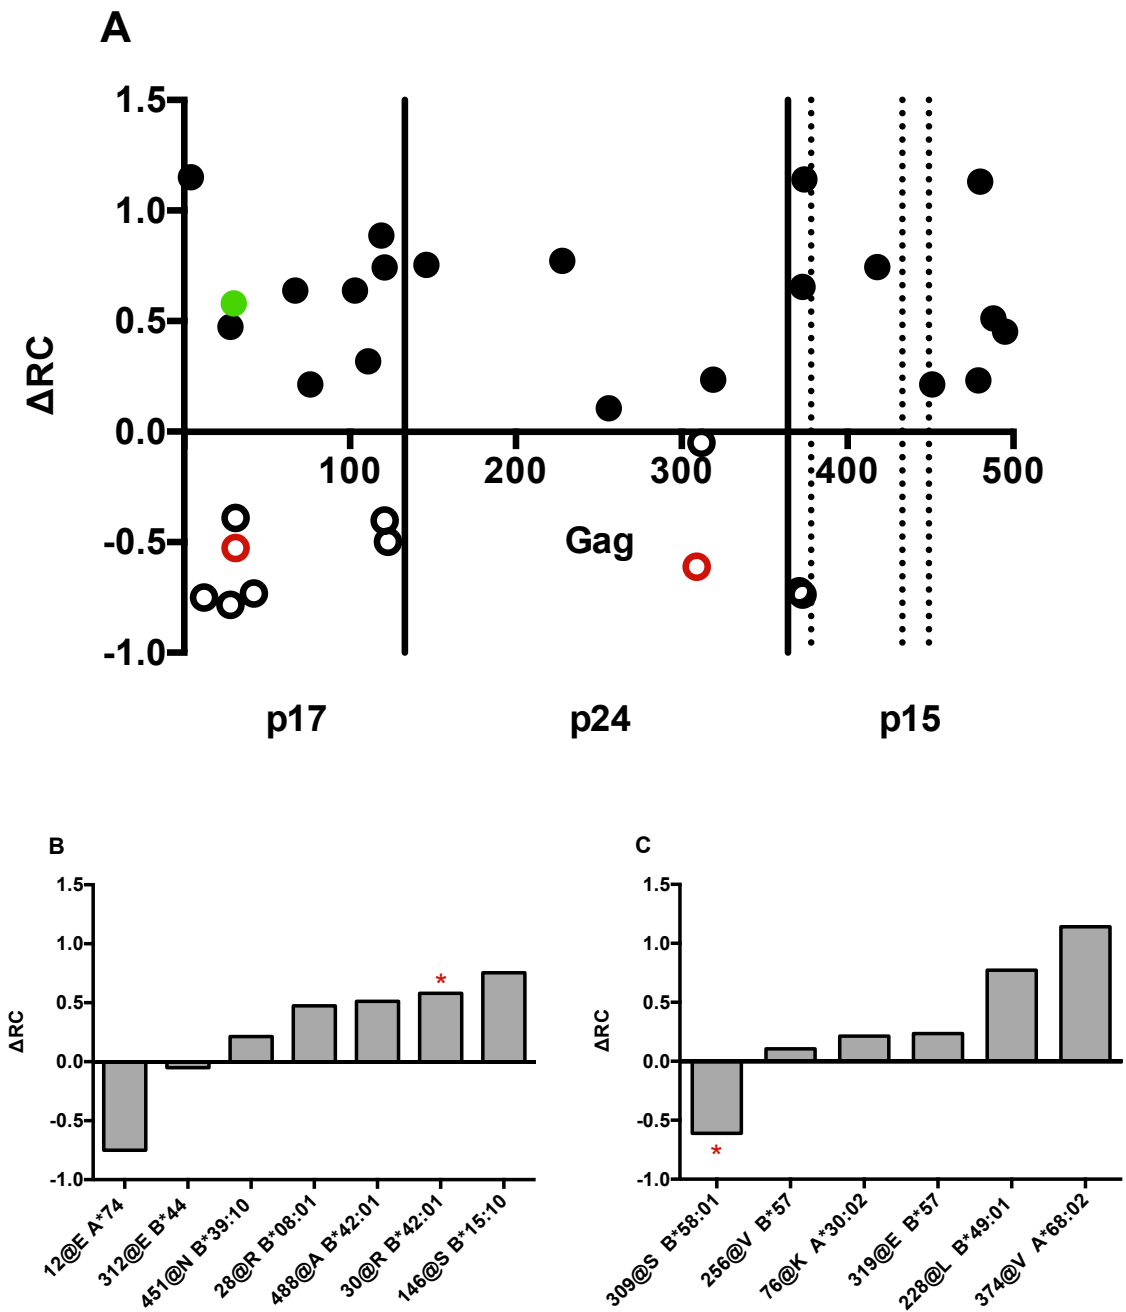 A
1.5
1.0
0.5
0.0
-0.5
-1.0
ΔRC
100 200 300 400 500
Gag
p17 p24 p15
B
1.5
1.0
0.5
0.0
-0.5
-1.0
ΔRC
*
12@E A*74
312@E B*44
451@N B*39:10
28@R B*08:01
488@A B*42:01
30@R B*42:01
146@S B*15:10
C
1.5
1.0
0.5
0.0
-0.5
-1.0
ΔRC
*
309@S B*58:01
256@V B*57
76@K A*30:02
319@E B*57
228@L B*49:01
374@V A*68:02